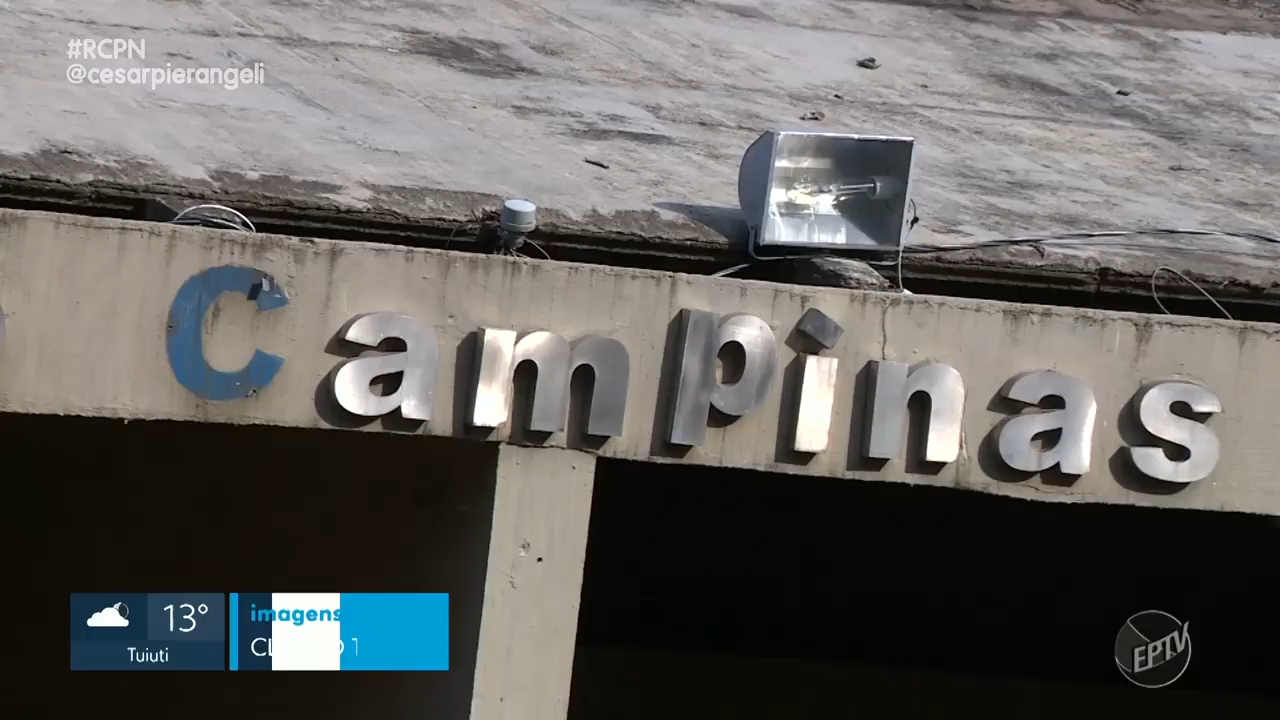 #RCPN
@cesarpierangeli
Campinas
13°
imagens
Tuiuti
EPTV